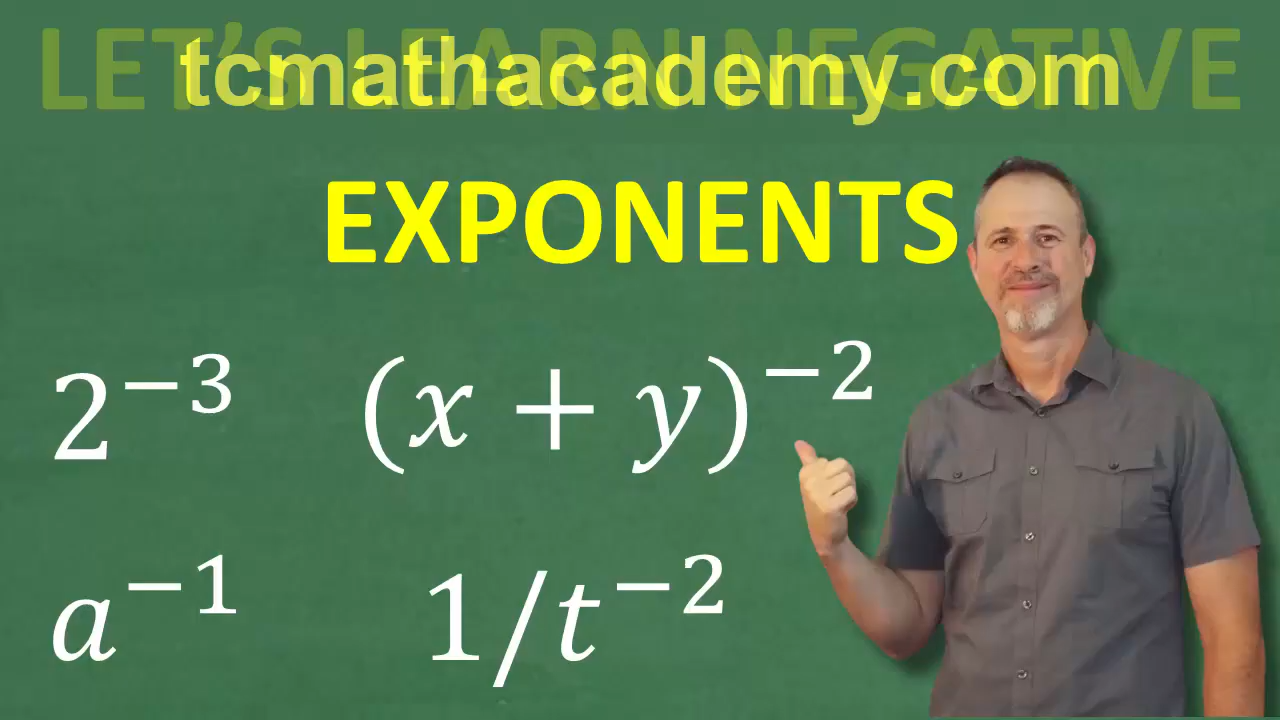 LET'S LEARN NEGATIVE
tcmathacademy.com
EXPONENTS
2⁻³ (x + y)⁻²
a⁻¹ 1/t⁻²